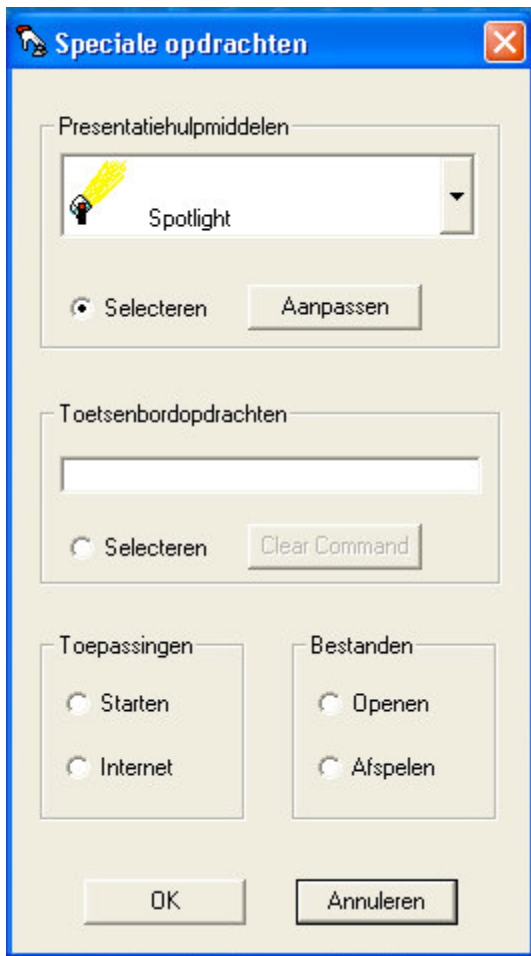 Speciale opdrachten
Presentatiehulpmiddelen
Spotlight
Selecteren
Aanpassen
Toetsenbordopdrachten
Selecteren
Clear Command
Toepassingen
Starten
Internet
Bestanden
Openen
Afspelen
OK
Annuleren